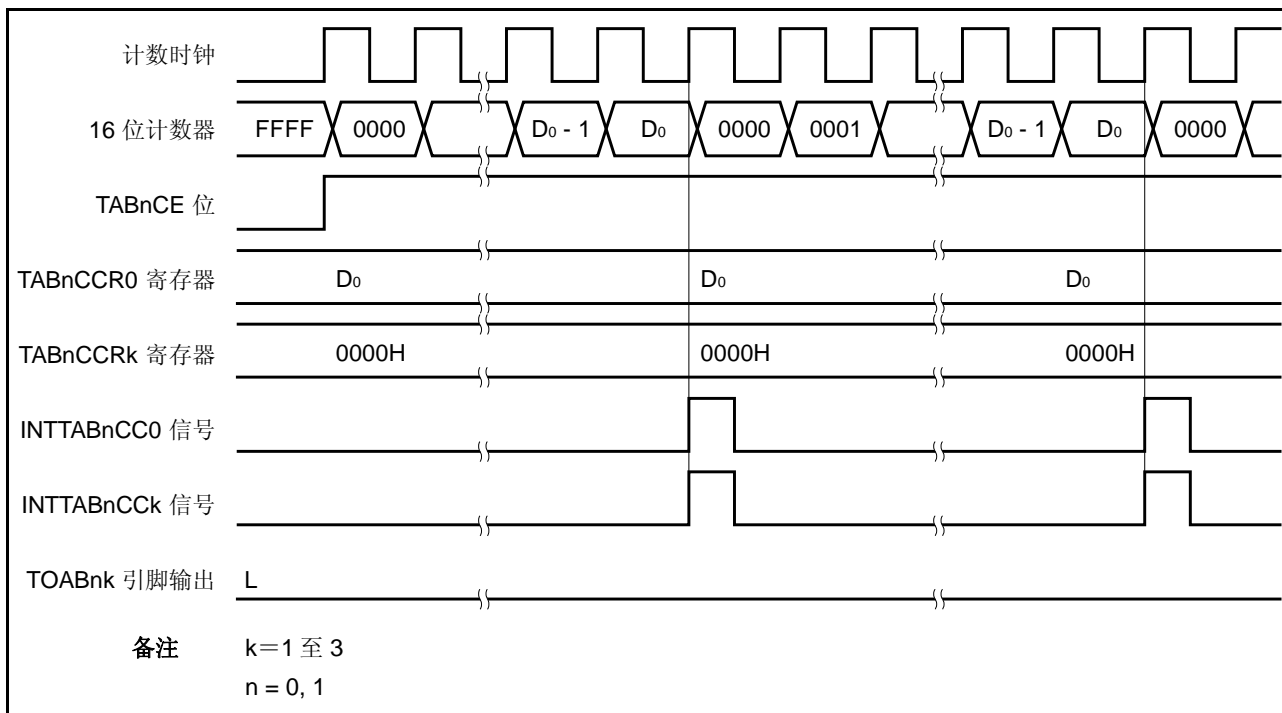 计数时钟
16 位计数器 FFFF 0000 D0 - 1 D0 0000 0001 D0 - 1 D0 0000
TABnCE 位
TABnCCR0 寄存器 D0 D0 D0
TABnCCRk 寄存器 0000H 0000H 0000H
INTTABnCC0 信号
INTTABnCCk 信号
TOABnk 引脚输出 L
备注 k＝1 至 3
n = 0, 1